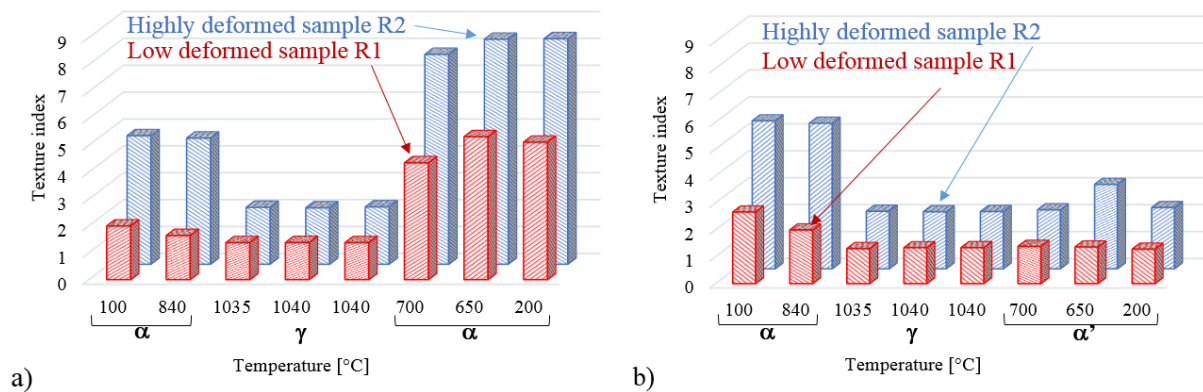 Highly deformed sample R2
Low deformed sample R1
9
8
7
6
5
4
3
2
1
0
Texture index
100 840 1035 1040 1040 700 650 200
α γ α
Temperature [°C]
a)
Highly deformed sample R2
Low deformed sample R1
9
8
7
6
5
4
3
2
1
0
Texture index
100 840 1035 1040 1040 700 650 200
α γ α’
Temperature [°C]
b)